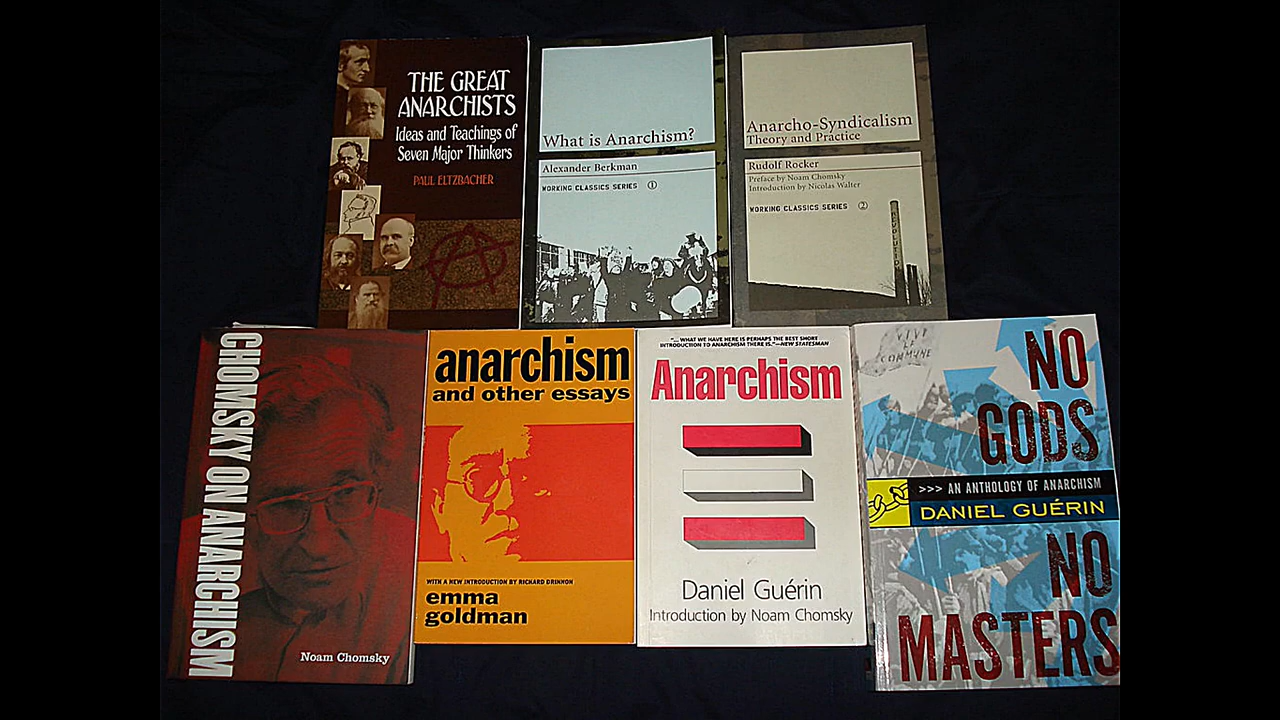 THE GREAT
ANARCHISTS
Ideas and Teachings of
Seven Major Thinkers
PAUL ELTZBACHER
What is Anarchism?
Alexander Berkman
WORKING CLASSICS SERIES 1
Anarcho-Syndicalism
Theory and Practice
Rudolf Rocker
Preface by Noam Chomsky
Introduction by Nicolas Walter
WORKING CLASSICS SERIES 2
REVOLUTION
CHOMSKY ON ANARCHISM
Noam Chomsky
anarchism
and other essays
WITH A NEW INTRODUCTION BY RICHARD DRINNON
emma
goldman
"... WHAT WE HAVE HERE IS PERHAPS THE BEST SHORT
INTRODUCTION TO ANARCHISM THERE IS."—NEW STATESMAN
Anarchism
Daniel Guérin
Introduction by Noam Chomsky
VIVE
LA
COMMUNE
NO
GODS
>>> AN ANTHOLOGY OF ANARCHISM
DANIEL GUÉRIN
NO
MASTERS